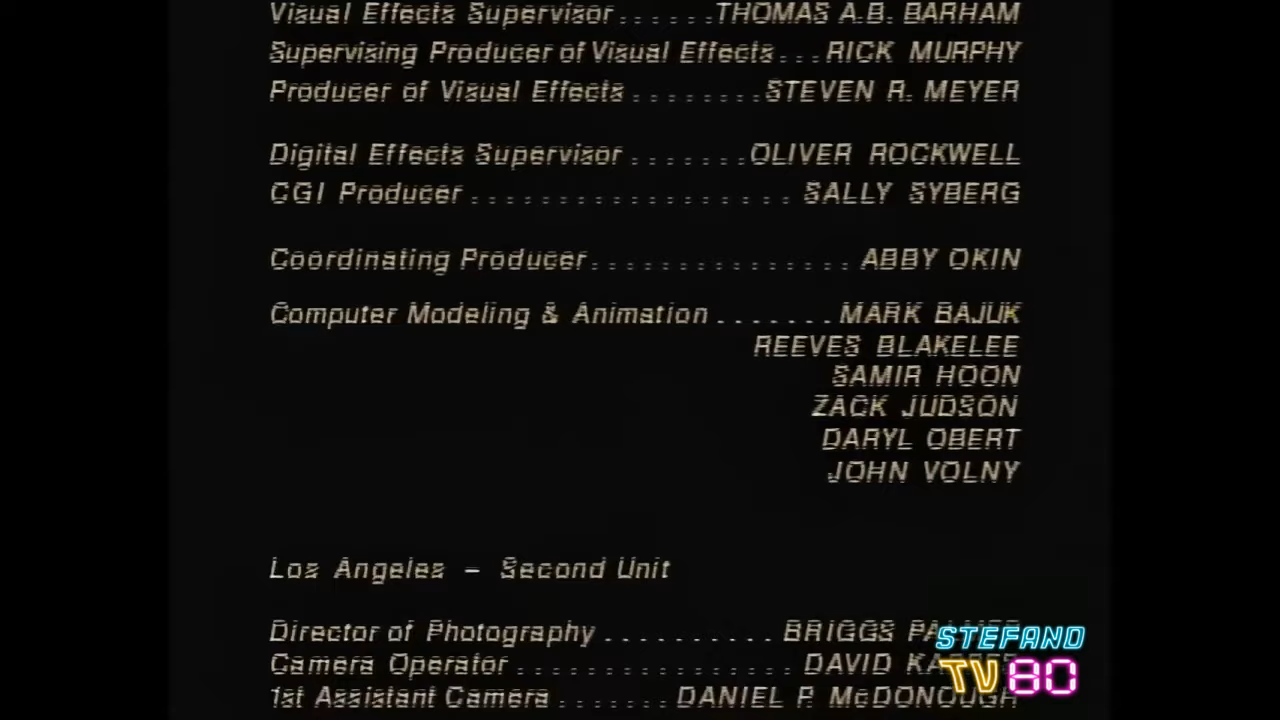 Visual Effects Supervisor......THOMAS A.B. BARHAM
Supervising Producer of Visual Effects...RICK MURPHY
Producer of Visual Effects.........STEVEN R. MEYER
Digital Effects Supervisor.......OLIVER ROCKWELL
CGI Producer..................SALLY SYBERG
Coordinating Producer...............ABBY OKIN
Computer Modeling & Animation.......MARK BAJUK
REEVES BLAKELEE
SAMIR HOON
ZACK JUDSON
DARYL OBERT
JOHN VOLNY
Los Angeles – Second Unit
Director of Photography..........BRIGGS
Camera Operator................DAVID
1st Assistant Camera.......DANIEL P. McDONOUGH
STEFANO
TV80